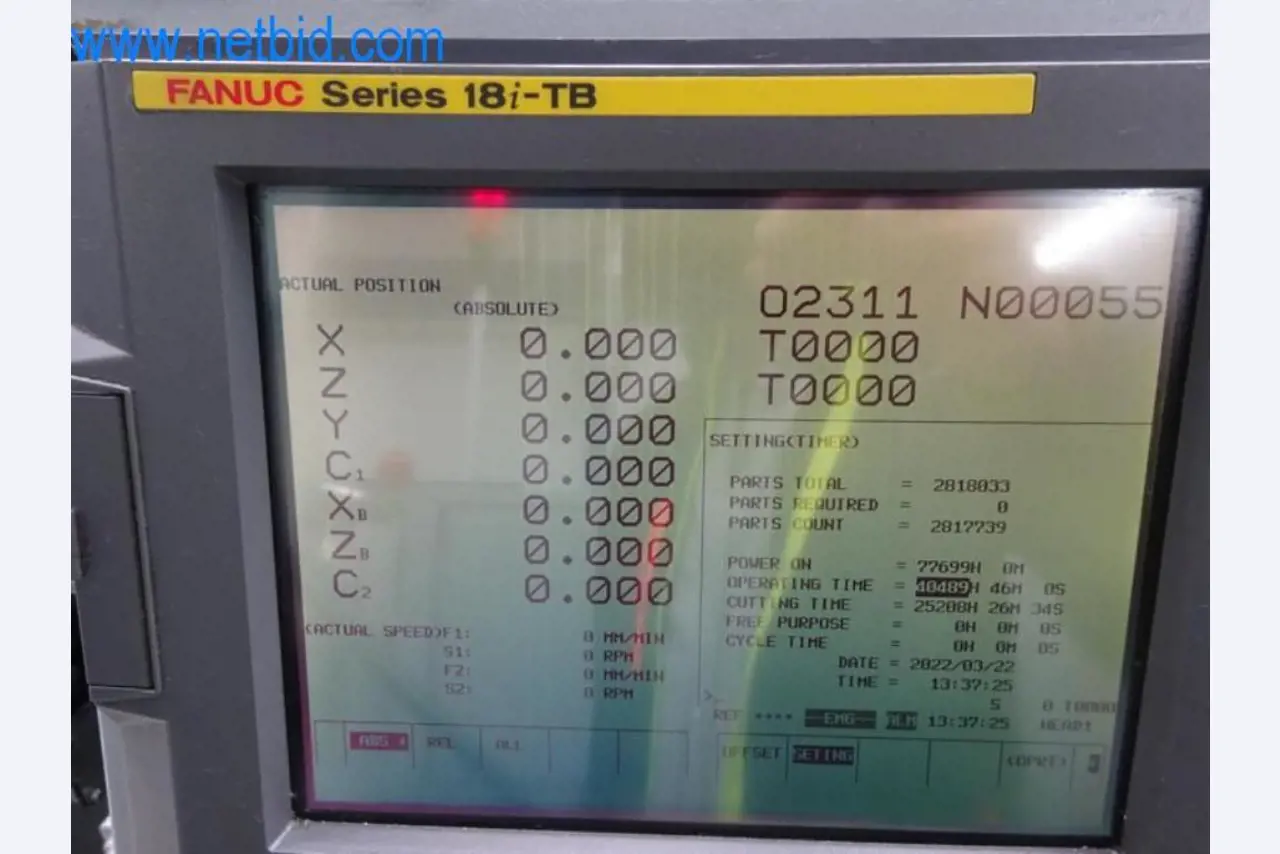 www.netbid.com
FANUC Series 18i-TB
ACTUAL POSITION
(ABSOLUTE)
X 0.000
Z 0.000
Y 0.000
C1 0.000
XB 0.000
ZB 0.000
C2 0.000
(ACTUAL SPEED)F1: 0 MM/MIN
S1: 0 RPM
F2: 0 MM/MIN
S2: 0 RPM
ABS REL ALL
O2311 N00055
T0000
T0000
SETTING(TIMER)
PARTS TOTAL = 2818033
PARTS REQUIRED = 0
PARTS COUNT = 2817739
POWER ON = 77699H 0M
OPERATING TIME = 40489H 46M 0S
CUTTING TIME = 25208H 26M 34S
FREE PURPOSE = 0H 0M 0S
CYCLE TIME = 0H 0M 0S
DATE = 2022/03/22
TIME = 13:37:25
>_
S 0 T0000
REF **** --EMG-- ALM 13:37:25 HEAD1
OFFSET SETING (OPRT)